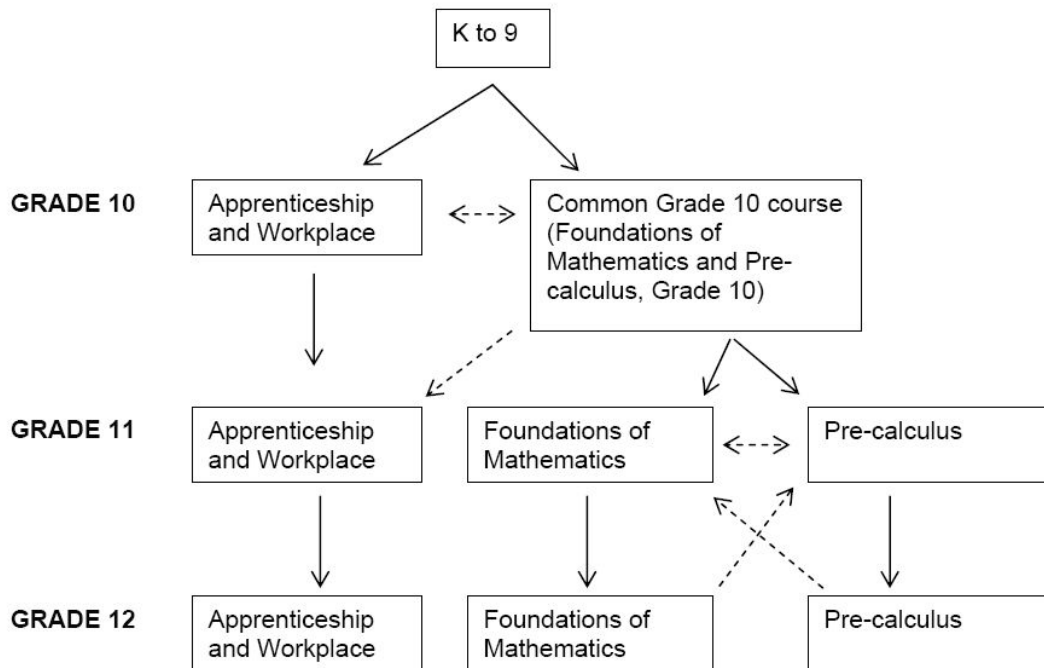 K to 9
GRADE 10
Apprenticeship
and Workplace
Common Grade 10 course
(Foundations of
Mathematics and Pre-
calculus, Grade 10)
GRADE 11
Apprenticeship
and Workplace
Foundations of
Mathematics
Pre-calculus
GRADE 12
Apprenticeship
and Workplace
Foundations of
Mathematics
Pre-calculus